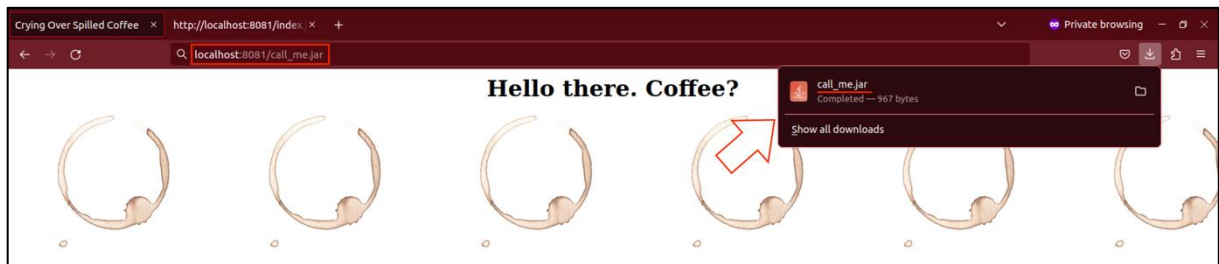 Crying Over Spilled Coffee × http://localhost:8081/index. × + Private browsing
localhost:8081/call_me.jar
Hello there. Coffee?
call_me.jar
Completed — 967 bytes
Show all downloads